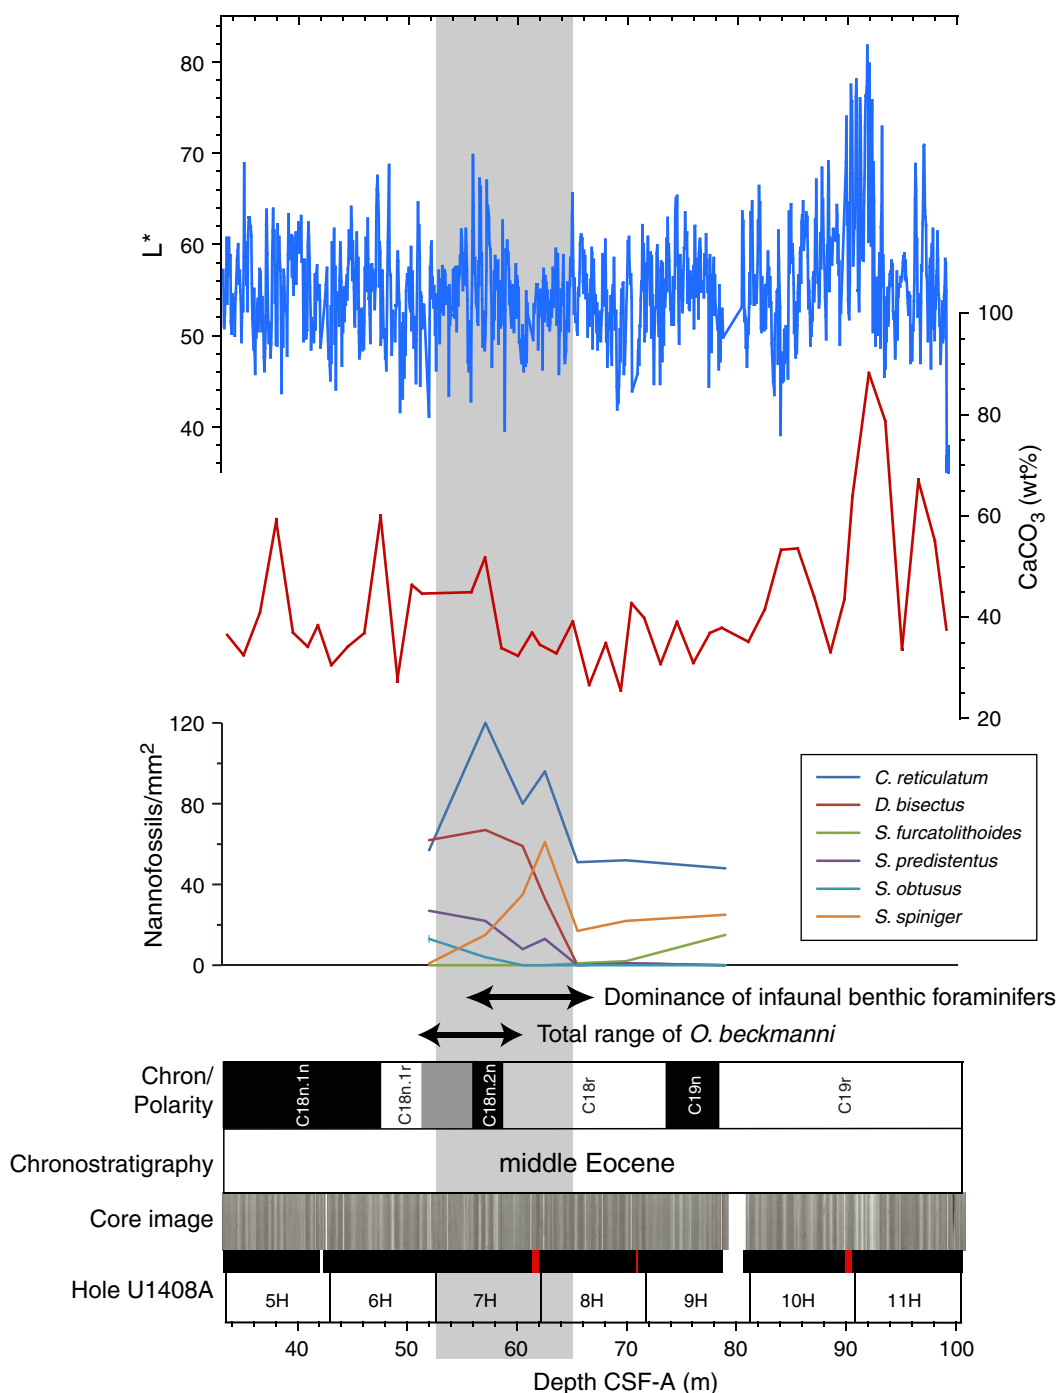 80
70
60
50
40
L*
100
80
60
40
20
CaCO3 (wt%)
120
80
40
0
Nannofossils/mm2
C. reticulatum
D. bisectus
S. furcatolithoides
S. predistentus
S. obtusus
S. spiniger
Dominance of infaunal benthic foraminifers
Total range of O. beckmanni
Chron/
Polarity
C18n.1n
C18n.1r
C18n.2n
C18r
C19n
C19r
Chronostratigraphy
middle Eocene
Core image
Hole U1408A
5H
6H
7H
8H
9H
10H
11H
40
50
60
70
80
90
100
Depth CSF-A (m)